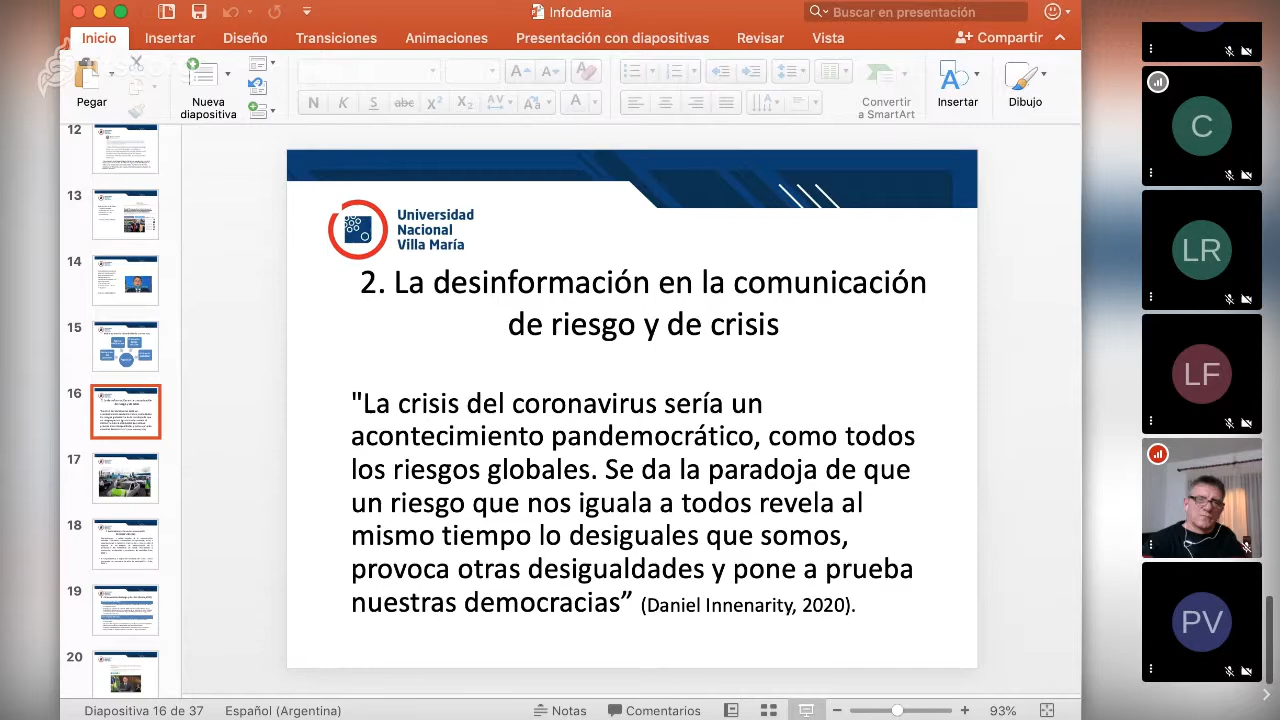 Infodemia
Buscar en presentación
Inicio
Insertar
Diseño
Transiciones
Animaciones
Presentación con diapositivas
Revisar
Vista
Compartir
Pegar
Nueva
diapositiva
N K S abc X² X₂ AV Aa A
Convertir
a SmartArt
Insertar
Dibujo
12
13
14
15
16
17
18
19
20
Universidad
Nacional
Villa María
2. La desinformación en la comunicación
de riesgo y de crisis
"La crisis del coronavirus sería un
acontecimiento pandemocrático, como todos
los riesgos globales. Se da la paradoja de que
un riesgo que nos iguala a todos revela al
mismo tiempo lo desiguales que somos,
provoca otras desigualdades y pone a prueba
nuestras democracias” (Daniel Innenarity, 2020).
C
LR
LF
PV
Diapositiva 16 de 37
Español (Argentina)
Notas
Comentarios
93%